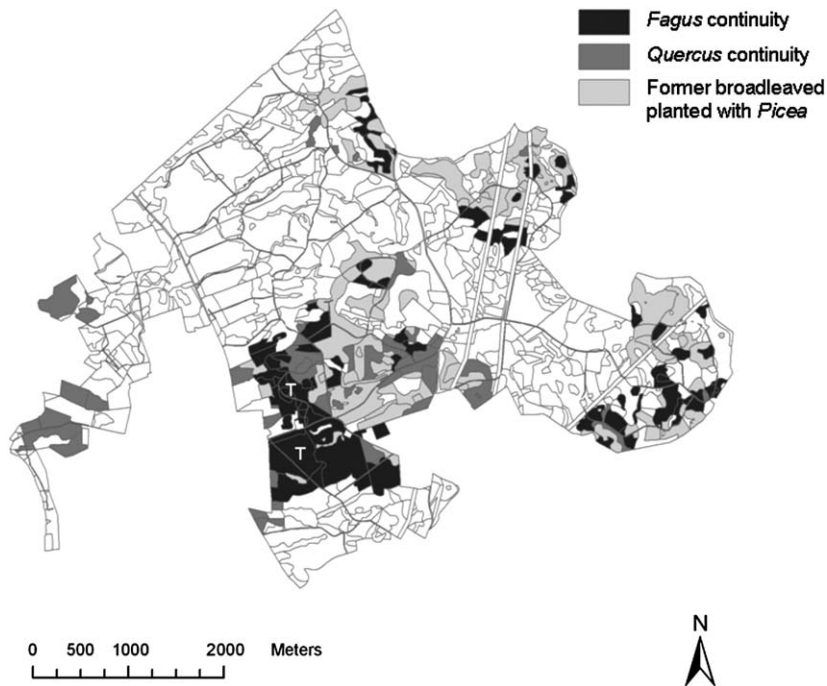 Fagus continuity
Quercus continuity
Former broadleaved
planted with Picea
T
T
N
0 500 1000 2000 Meters